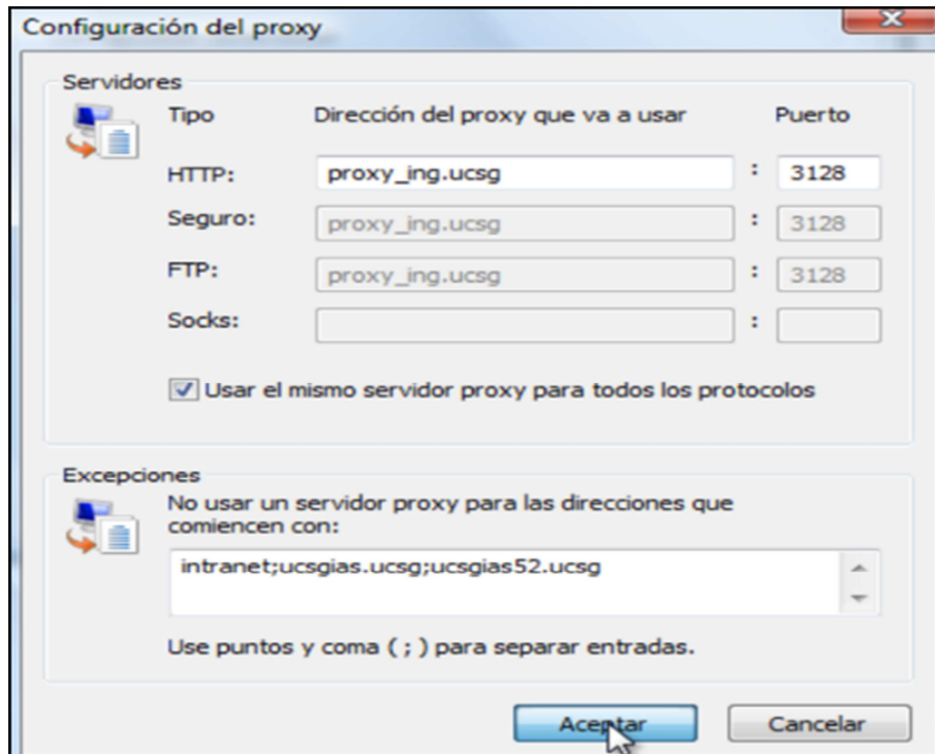 Configuración del proxy
Servidores
Tipo Dirección del proxy que va a usar Puerto
HTTP: proxy_ing.ucsg : 3128
Seguro: proxy_ing.ucsg : 3128
FTP: proxy_ing.ucsg : 3128
Socks: :
Usar el mismo servidor proxy para todos los protocolos
Excepciones
No usar un servidor proxy para las direcciones que
comiencen con:
intranet;ucsgias.ucsg;ucsgias52.ucsg
Use puntos y coma ( ; ) para separar entradas.
Aceptar Cancelar